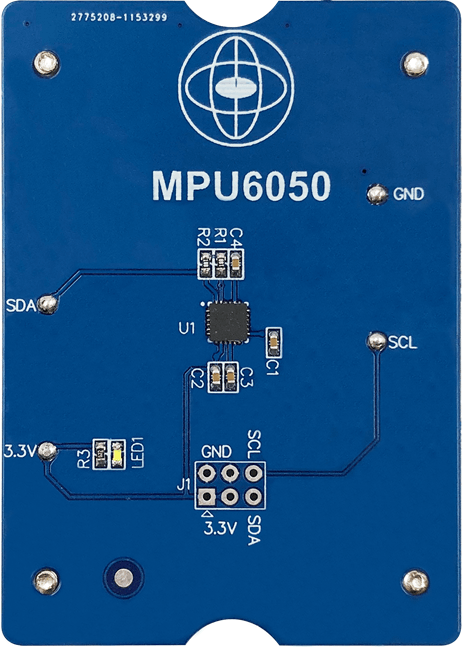 2775208-1153299
MPU6050
GND
R2
R1
C4
SDA
U1
C1
SCL
C2
C3
3.3V
R3
LED1
GND
SCL
J1
3.3V
SDA